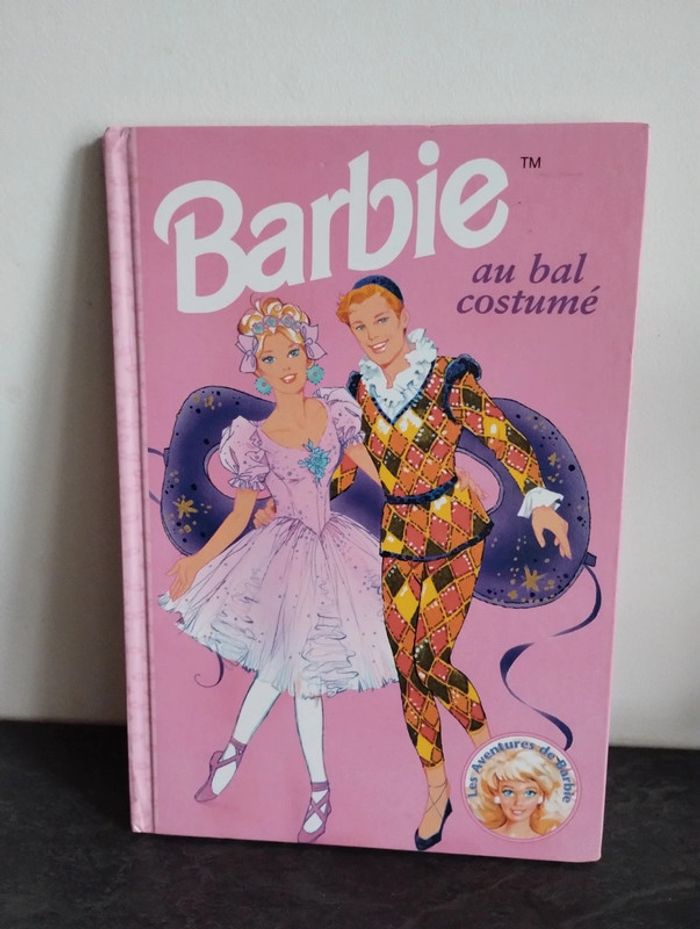 Barbie™
au bal
costumé
Les Aventures de Barbie